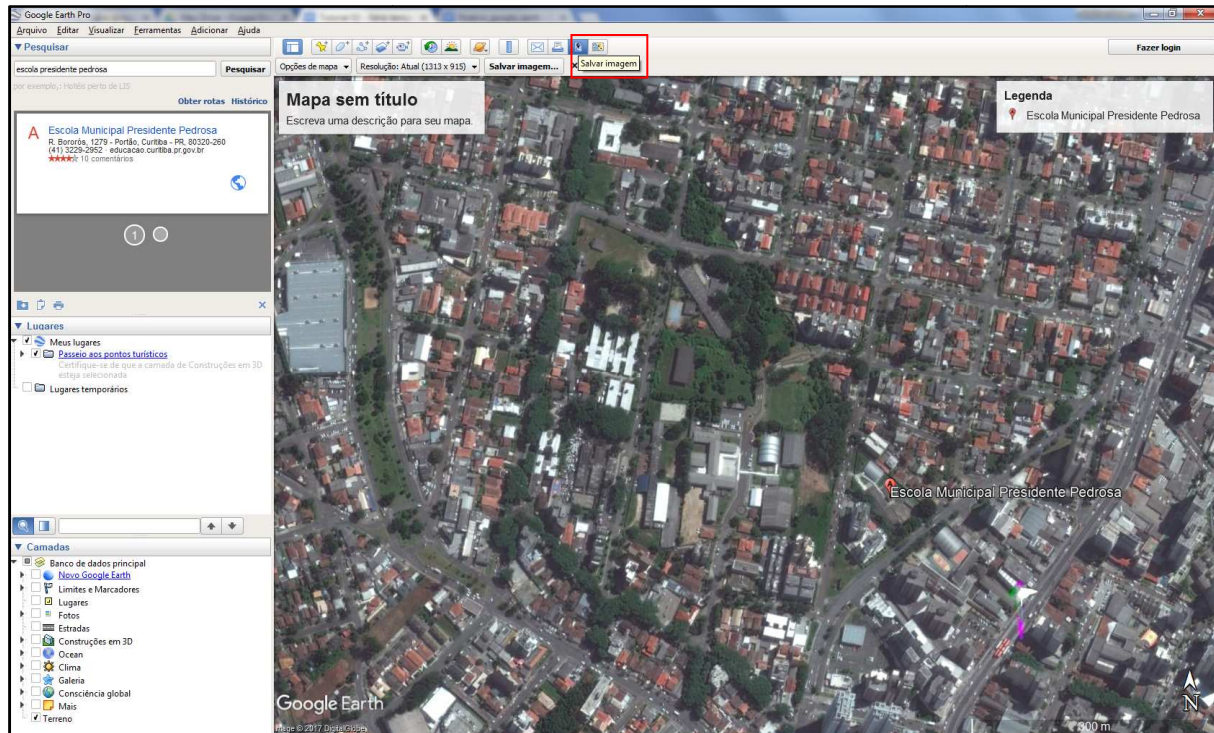 Google Earth Pro
Arquivo Editar Visualizar Ferramentas Adicionar Ajuda
Pesquisar
Fazer login
escola presidente pedrosa
Pesquisar
Opções de mapa
Resolução: Atual (1313 x 915)
Salvar imagem...
Salvar imagem
por exemplo,: Hotéis perto de LIS
Obter rotas Histórico
A
Escola Municipal Presidente Pedrosa
R. Bororós, 1279 - Portão, Curitiba - PR, 80320-260
(41) 3229-2952 - educacao.curitiba.pr.gov.br
10 comentários
1
Mapa sem título
Escreva uma descrição para seu mapa.
Legenda
Escola Municipal Presidente Pedrosa
Lugares
Meus lugares
Passeio aos pontos turísticos
Certifique-se de que a camada de Construções em 3D
esteja selecionada
Lugares temporários
Escola Municipal Presidente Pedrosa
Camadas
Banco de dados principal
Novo Google Earth
Limites e Marcadores
Lugares
Fotos
Estradas
Construções em 3D
Ocean
Clima
Galeria
Consciência global
Mais
Terreno
Google Earth
Image © 2017 DigitalGlobe
N
300 m